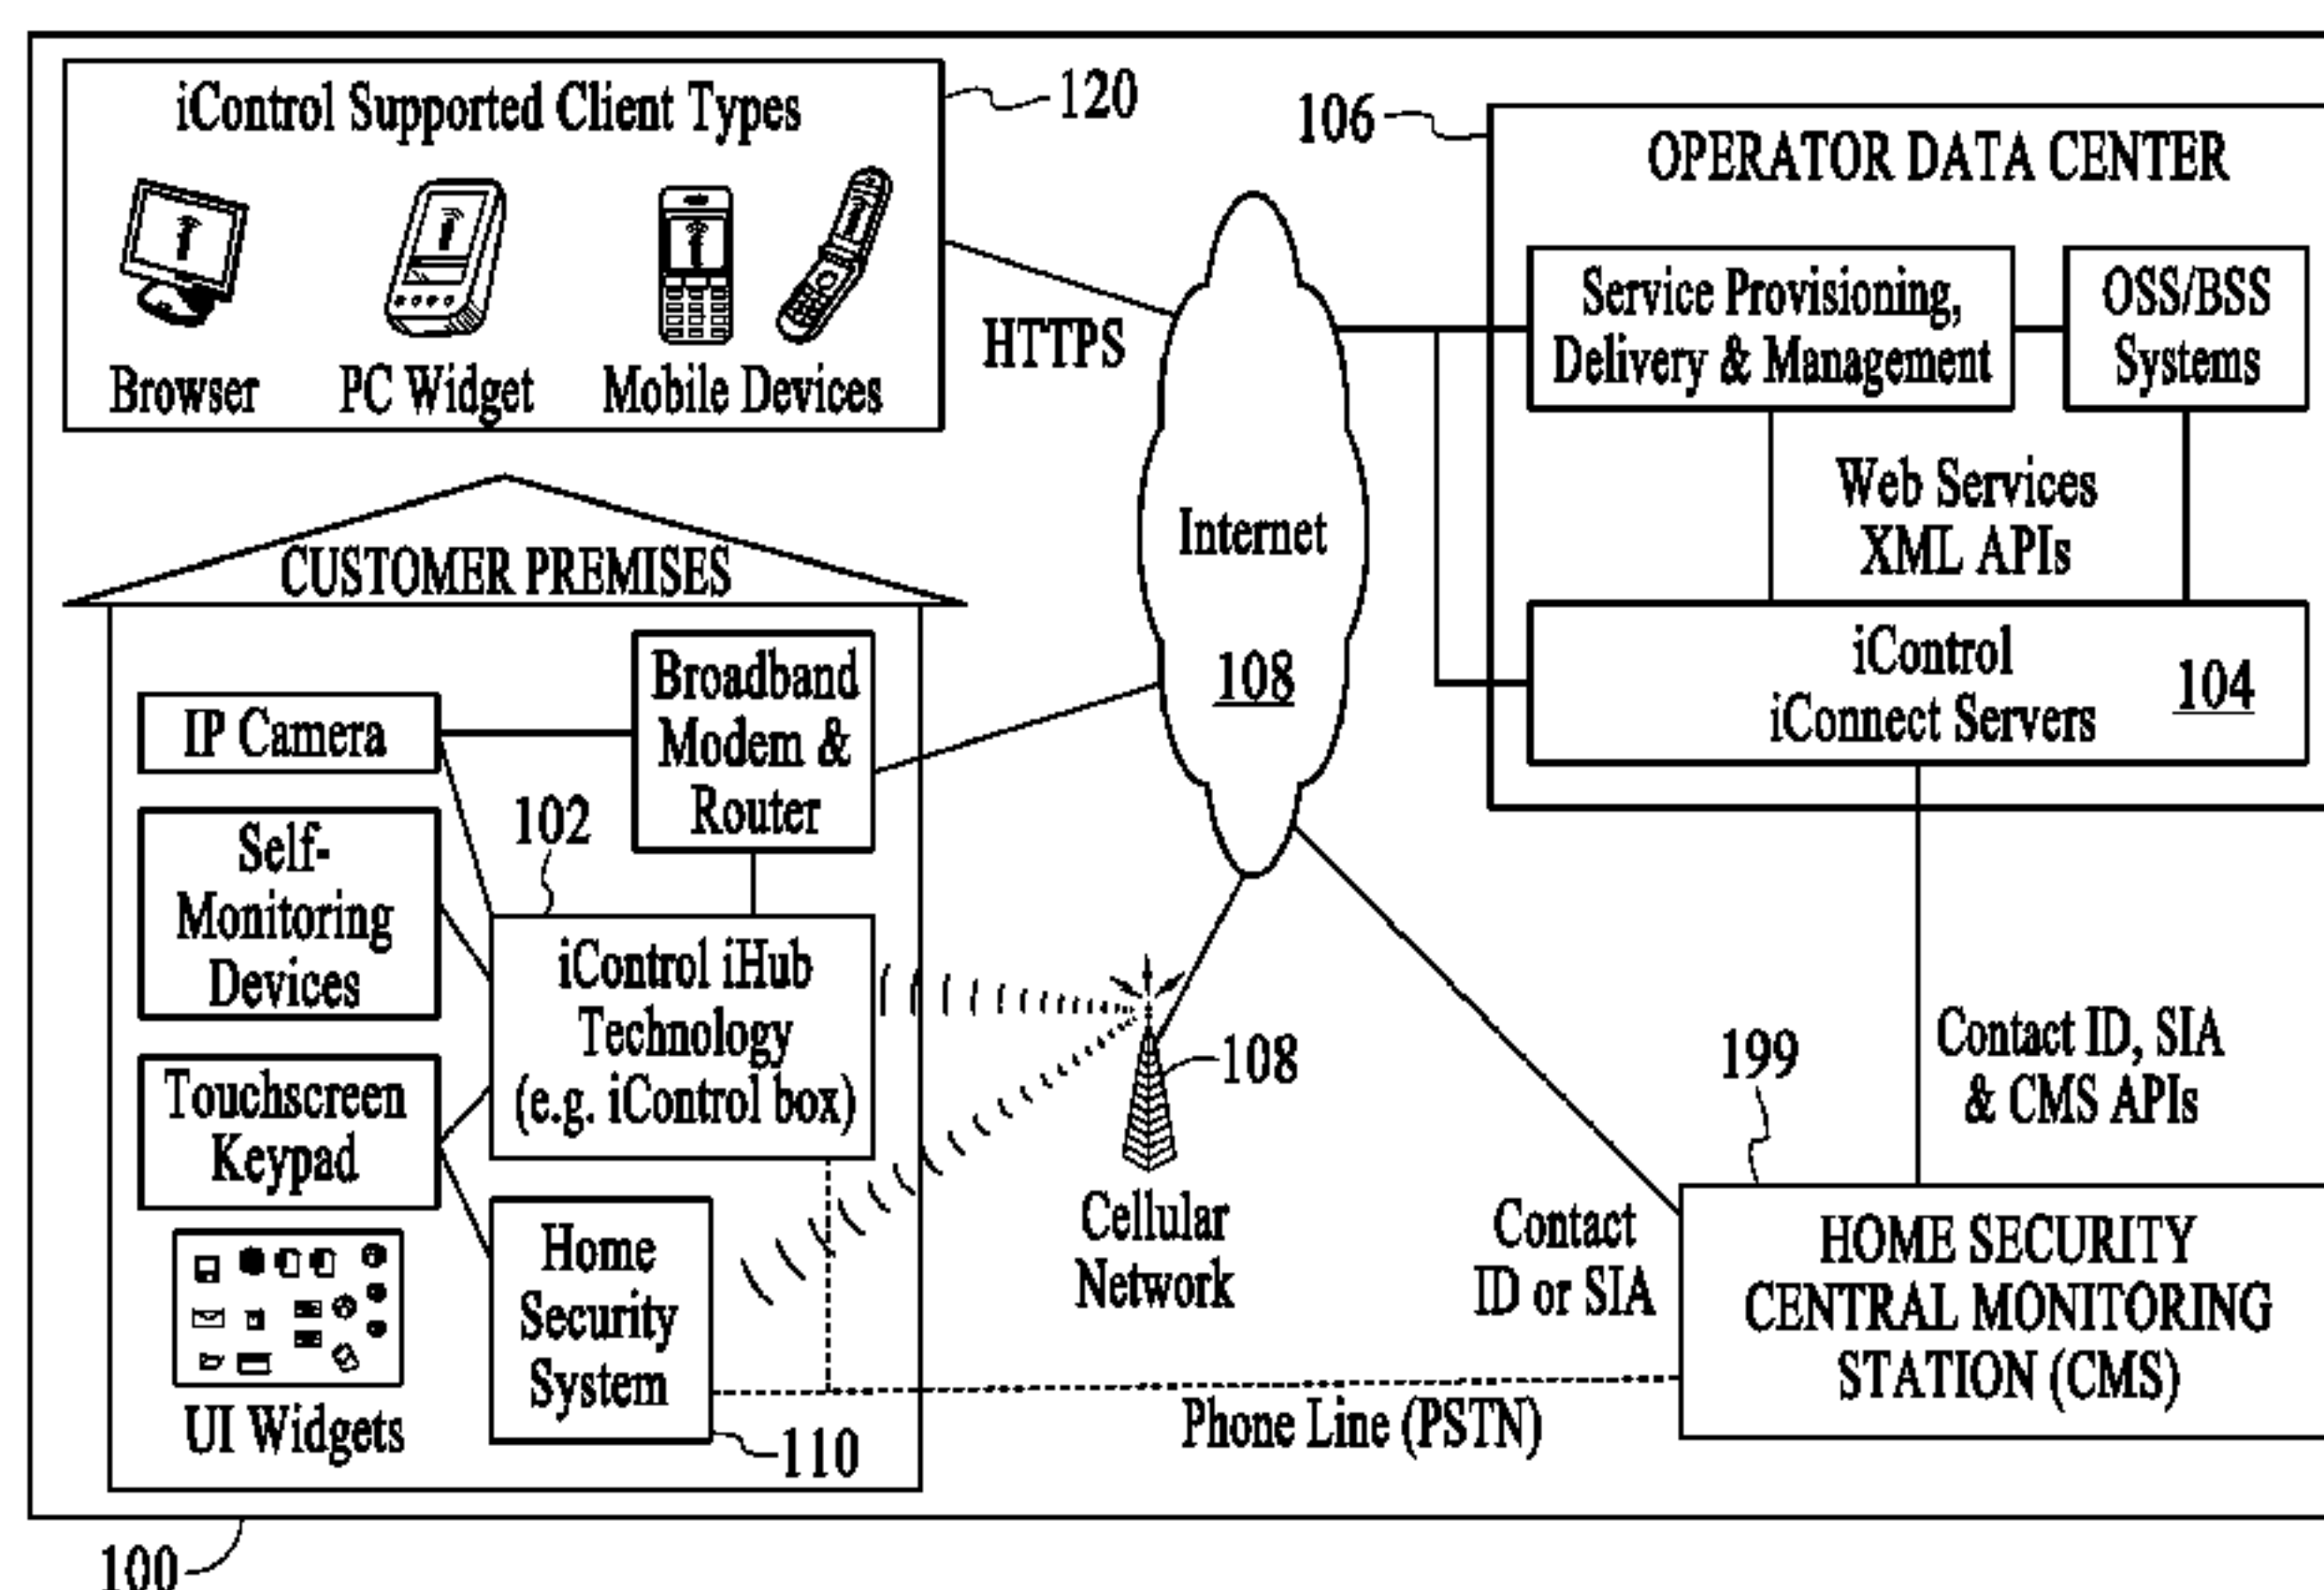 iControl Supported Client Types
120
Browser
PC Widget
Mobile Devices
HTTPS
106
OPERATOR DATA CENTER
Service Provisioning,
Delivery & Management
OSS/BSS
Systems
Web Services
XML APIs
iControl
iConnect Servers
104
Internet
108
CUSTOMER PREMISES
IP Camera
Broadband
Modem &
Router
102
Self-
Monitoring
Devices
iControl iHub
Technology
(e.g. iControl box)
Touchscreen
Keypad
Home
Security
System
110
UI Widgets
108
Cellular
Network
199
Contact ID, SIA
& CMS APIs
Contact
ID or SIA
HOME SECURITY
CENTRAL MONITORING
STATION (CMS)
Phone Line (PSTN)
100